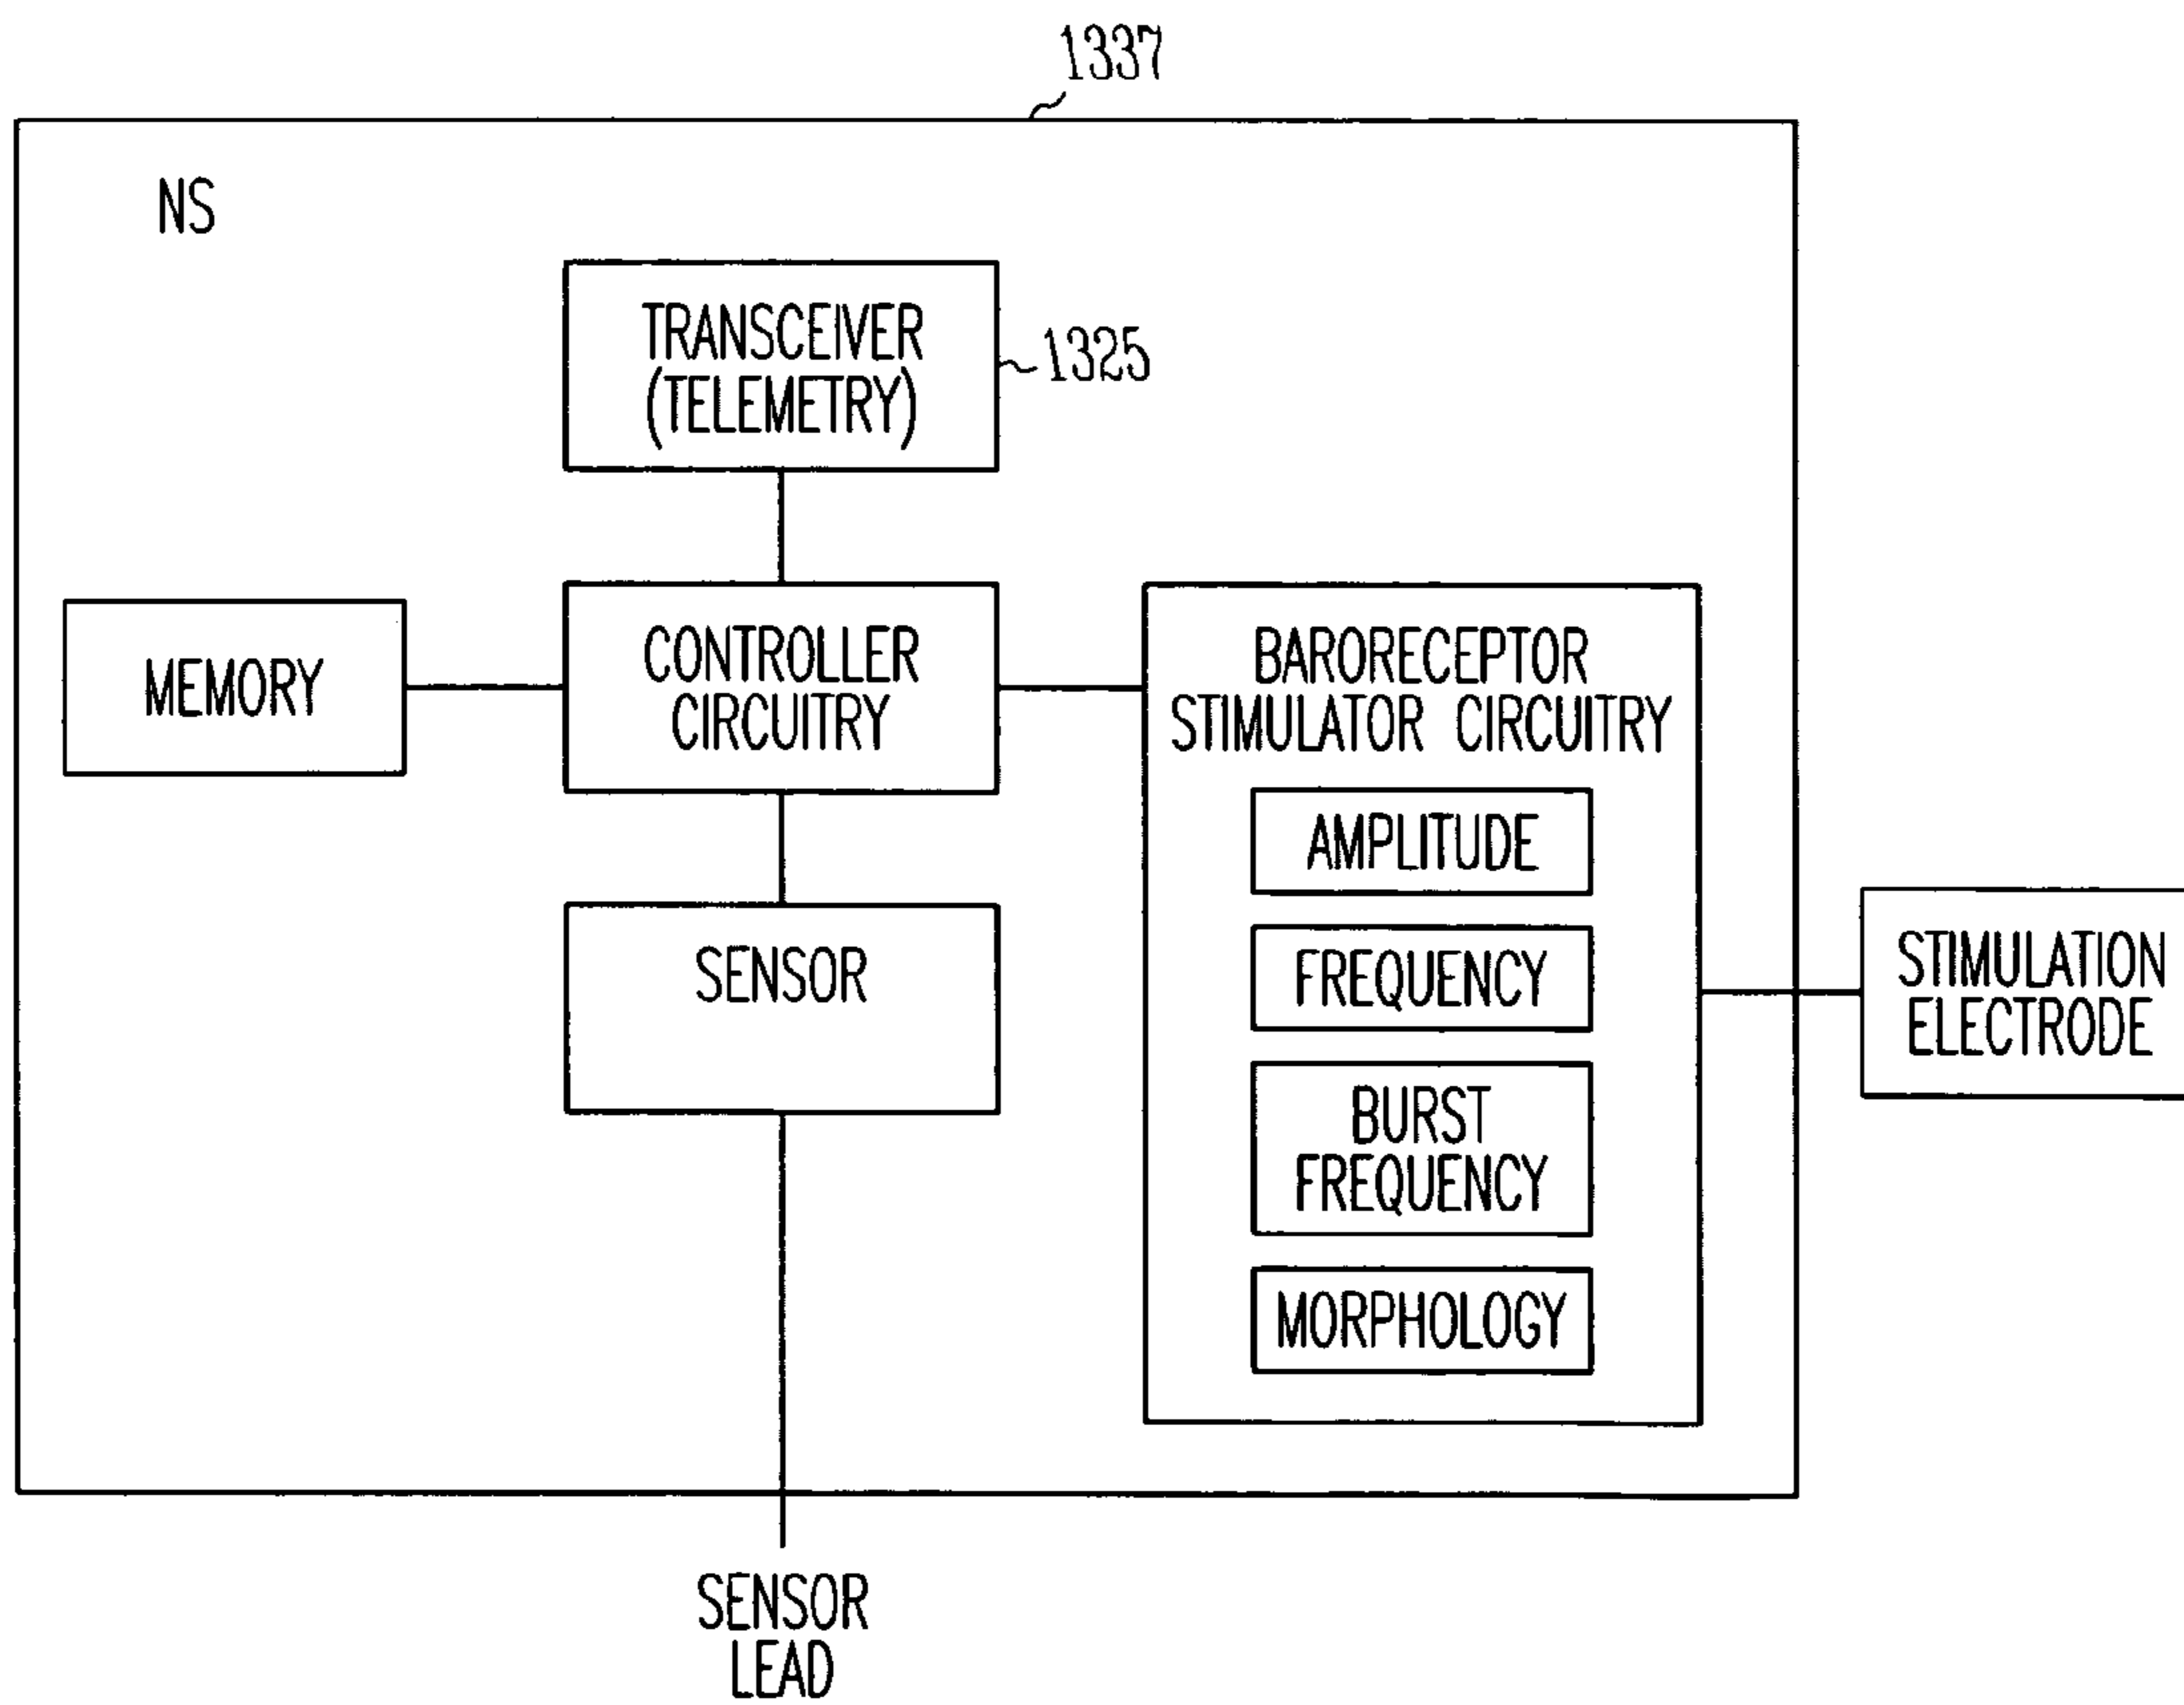 1337
NS
TRANSCEIVER
(TELEMETRY)
1325
MEMORY
CONTROLLER
CIRCUITRY
BARORECEPTOR
STIMULATOR CIRCUITRY
AMPLITUDE
FREQUENCY
BURST
FREQUENCY
MORPHOLOGY
SENSOR
STIMULATION
ELECTRODE
SENSOR
LEAD